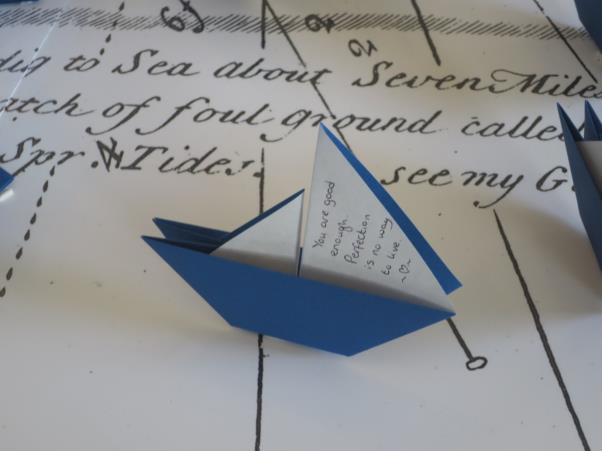 dig to Sea about Seven Miles
atch of foul ground called
Spr. Tides. see my G.
You are good
enough.
Perfection
is no way
to live.
~♡~